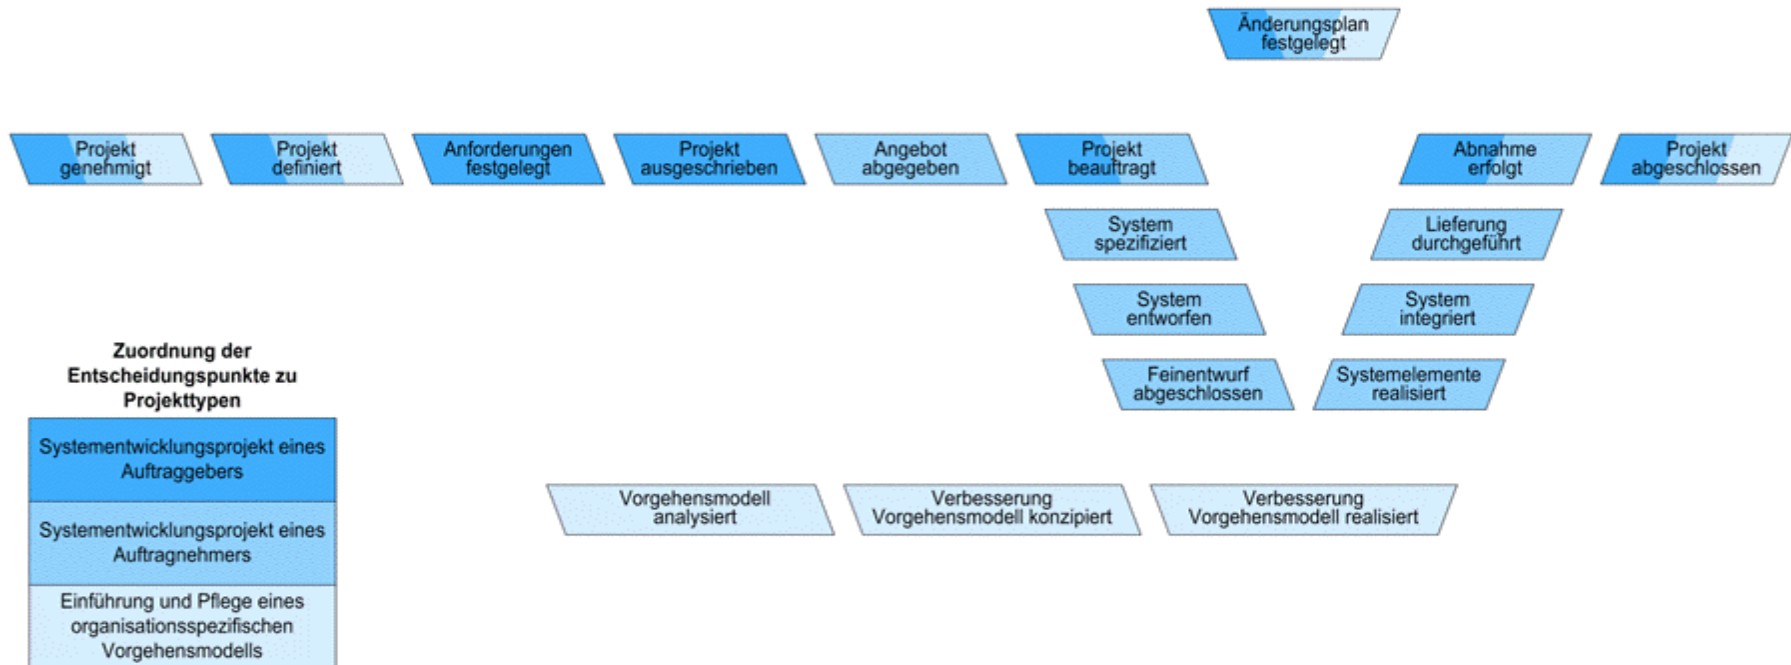 Änderungsplan
festgelegt
Projekt
genehmigt
Projekt
definiert
Anforderungen
festgelegt
Projekt
ausgeschrieben
Angebot
abgegeben
Projekt
beauftragt
Abnahme
erfolgt
Projekt
abgeschlossen
System
spezifiziert
Lieferung
durchgeführt
System
entworfen
System
integriert
Feinentwurf
abgeschlossen
Systemelemente
realisiert
Zuordnung der
Entscheidungspunkte zu
Projekttypen
Systementwicklungsprojekt eines
Auftraggebers
Systementwicklungsprojekt eines
Auftragnehmers
Einführung und Pflege eines
organisationsspezifischen
Vorgehensmodells
Vorgehensmodell
analysiert
Verbesserung
Vorgehensmodell konzipiert
Verbesserung
Vorgehensmodell realisiert